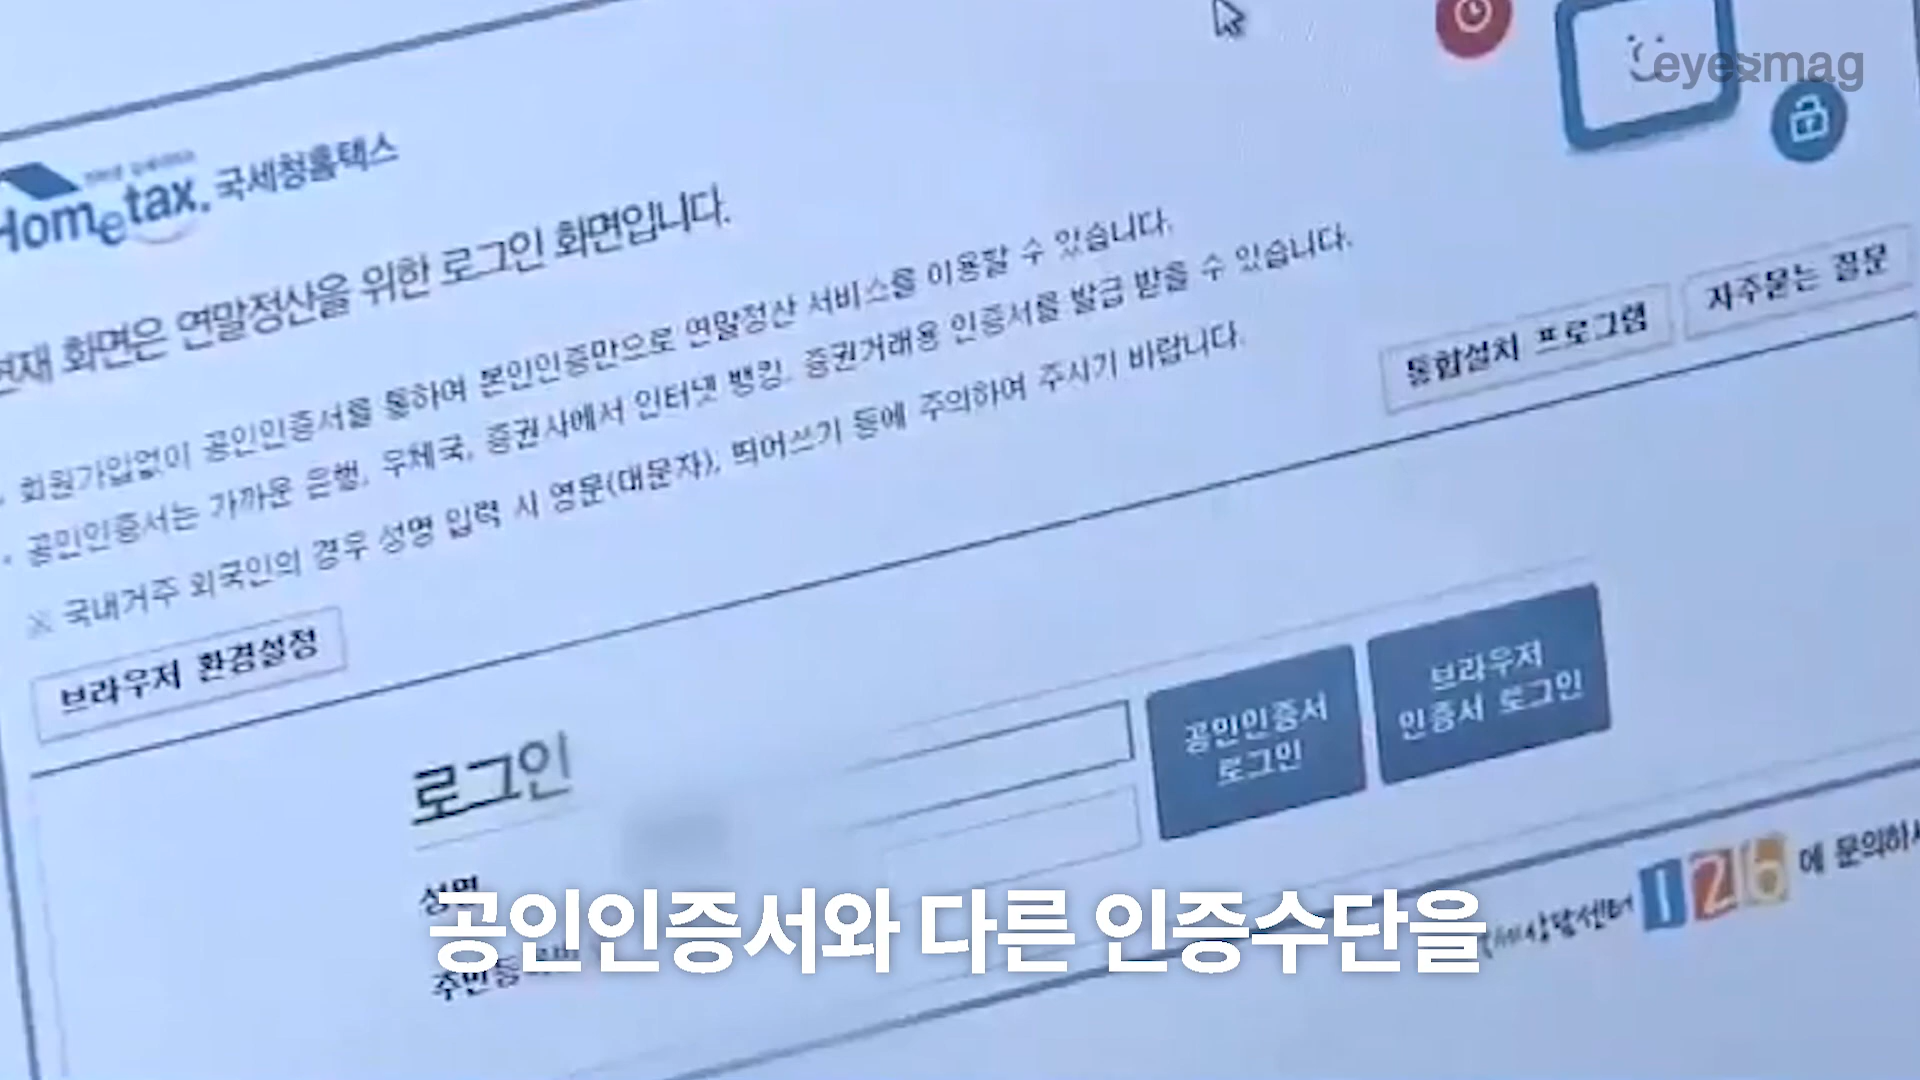 eyesmag
Hometax. 국세청홈택스
현재 화면은 연말정산을 위한 로그인 화면입니다.
· 회원가입없이 공인인증서를 통하여 본인인증만으로 연말정산 서비스를 이용할 수 있습니다.
· 공인인증서는 가까운 은행, 우체국, 증권사에서 인터넷 뱅킹, 증권거래용 인증서를 발급 받을 수 있습니다.
※ 국내거주 외국인의 경우 성명 입력 시 영문(대문자), 띄어쓰기 등에 주의하여 주시기 바랍니다.
통합설치 프로그램
자주묻는 질문
브라우저 환경설정
로그인
공인인증서
로그인
브라우저
인증서 로그인
성명
126에
공인인증서와 다른 인증수단을